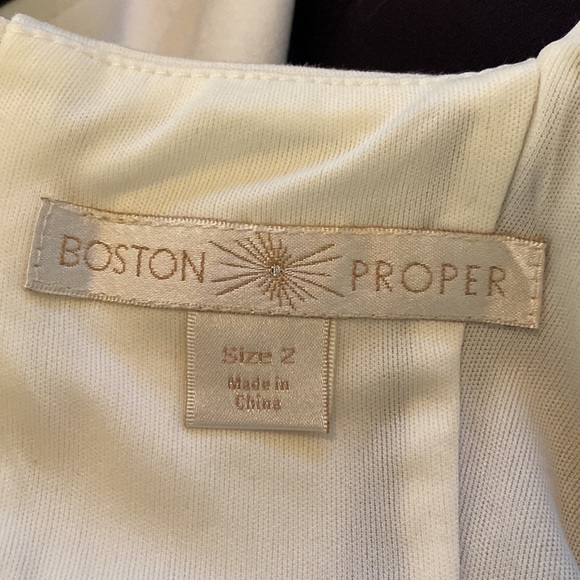 BOSTON PROPER
Size 2
Made in
China